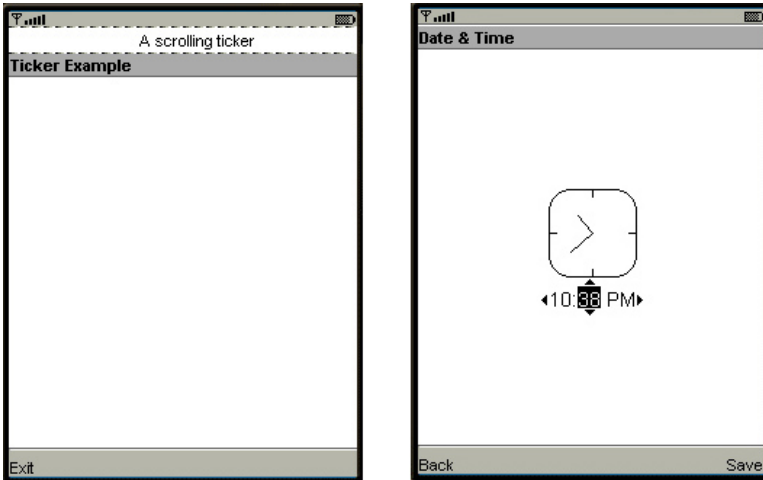 A scrolling ticker
Ticker Example
Exit
Date & Time
10:38 PM
Back
Save